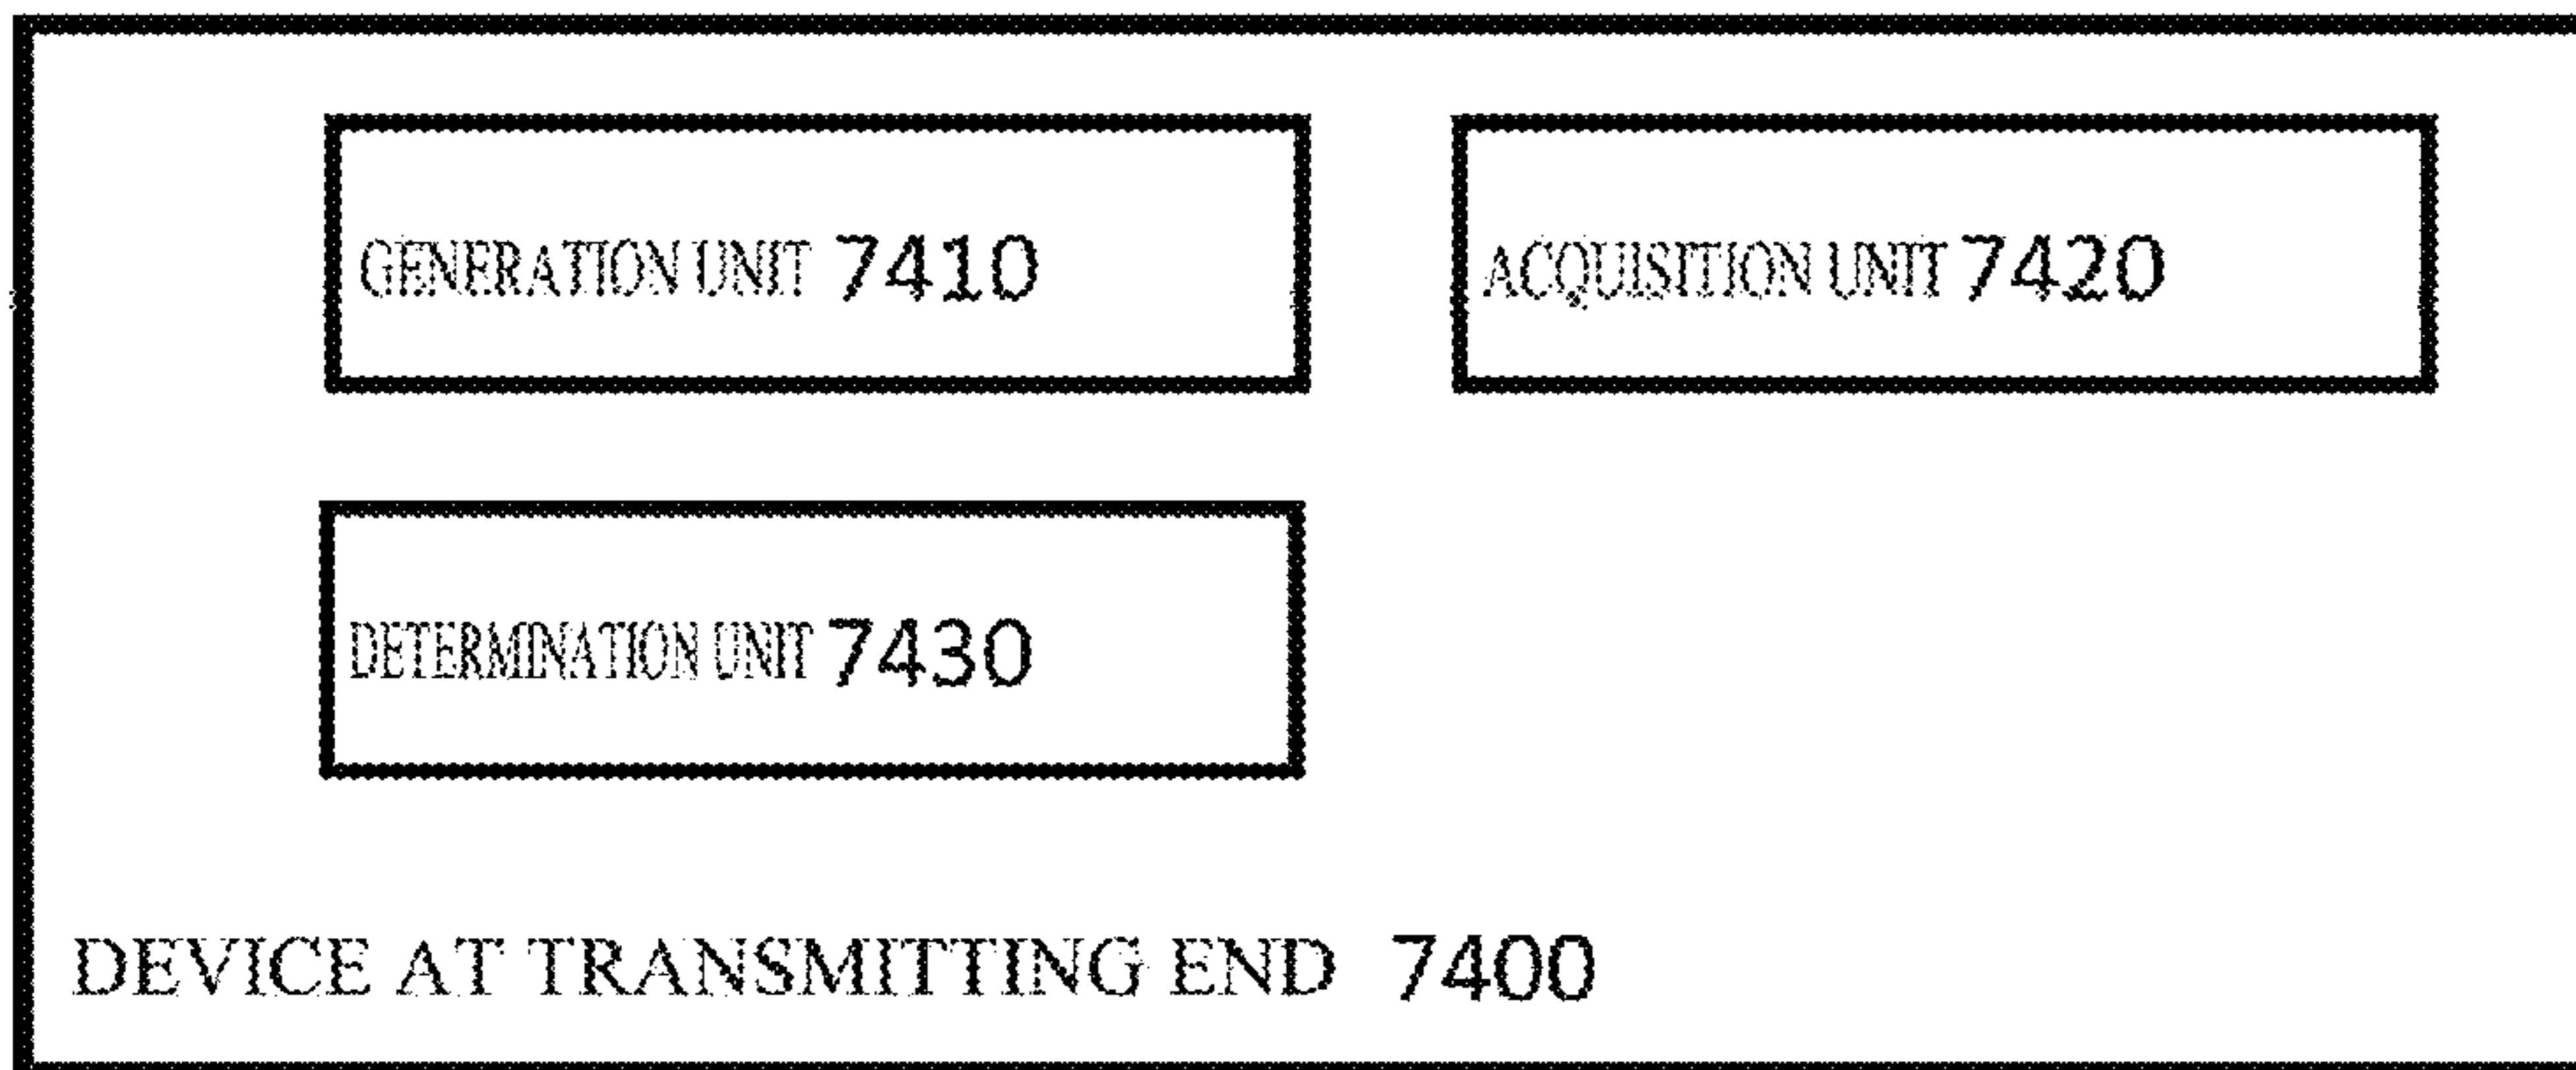 GENERATION UNIT 7410
ACQUISITION UNIT 7420
DETERMINATION UNIT 7430
DEVICE AT TRANSMITTING END 7400